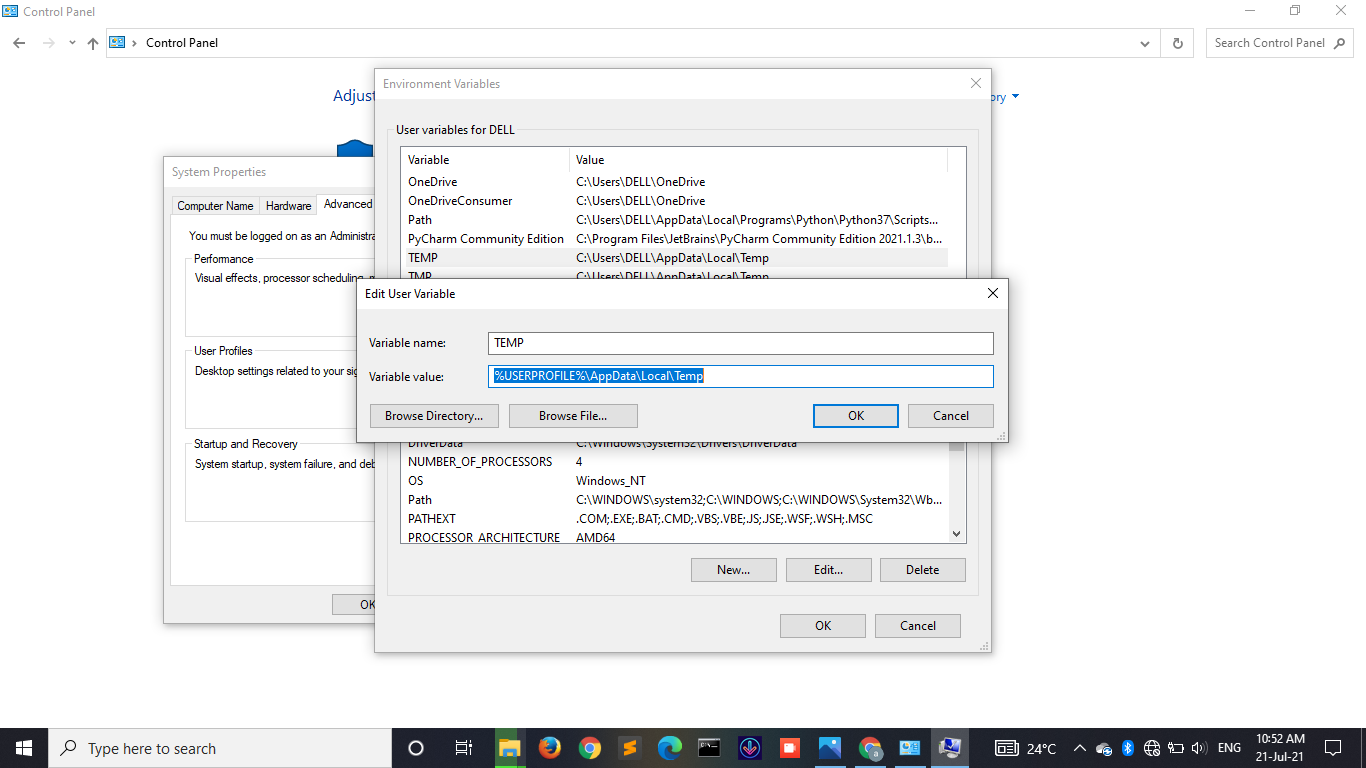 Control Panel
Control Panel
Search Control Panel
Adjust
ory
Environment Variables
User variables for DELL
Variable Value
OneDrive C:\Users\DELL\OneDrive
OneDriveConsumer C:\Users\DELL\OneDrive
Path C:\Users\DELL\AppData\Local\Programs\Python\Python37\Scripts...
PyCharm Community Edition C:\Program Files\JetBrains\PyCharm Community Edition 2021.1.3\b...
TEMP C:\Users\DELL\AppData\Local\Temp
TMP C:\Users\DELL\AppData\Local\Temp
System Properties
Computer Name Hardware Advanced
You must be logged on as an Administra
Performance
Visual effects, processor scheduling, m
User Profiles
Desktop settings related to your sig
Startup and Recovery
System startup, system failure, and deb
OK
Edit User Variable
Variable name: TEMP
Variable value: %USERPROFILE%\AppData\Local\Temp
Browse Directory... Browse File... OK Cancel
DriverData C:\Windows\System32\Drivers\DriverData
NUMBER_OF_PROCESSORS 4
OS Windows_NT
Path C:\WINDOWS\system32;C:\WINDOWS;C:\WINDOWS\System32\Wb...
PATHEXT .COM;.EXE;.BAT;.CMD;.VBS;.VBE;.JS;.JSE;.WSF;.WSH;.MSC
PROCESSOR_ARCHITECTURE AMD64
New... Edit... Delete
OK Cancel
Type here to search
24°C
ENG
10:52 AM
21-Jul-21